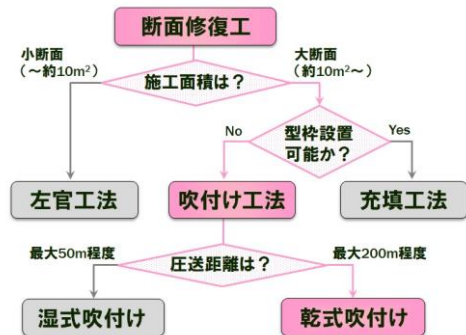 断面修復工
小断面
（～約10m²）
大断面
（約10m²～）
施工面積は？
No
型枠設置
可能か？
Yes
左官工法
吹付け工法
充填工法
最大50m程度
圧送距離は？
最大200m程度
湿式吹付け
乾式吹付け